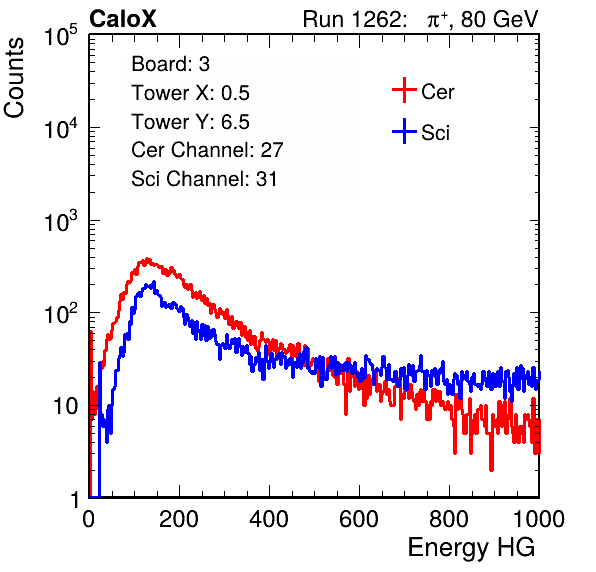 CaloX Run 1262: π⁺, 80 GeV
Counts
10⁵
10⁴
10³
10²
10
1
Board: 3
Tower X: 0.5
Tower Y: 6.5
Cer Channel: 27
Sci Channel: 31
Cer
Sci
0 200 400 600 800 1000
Energy HG